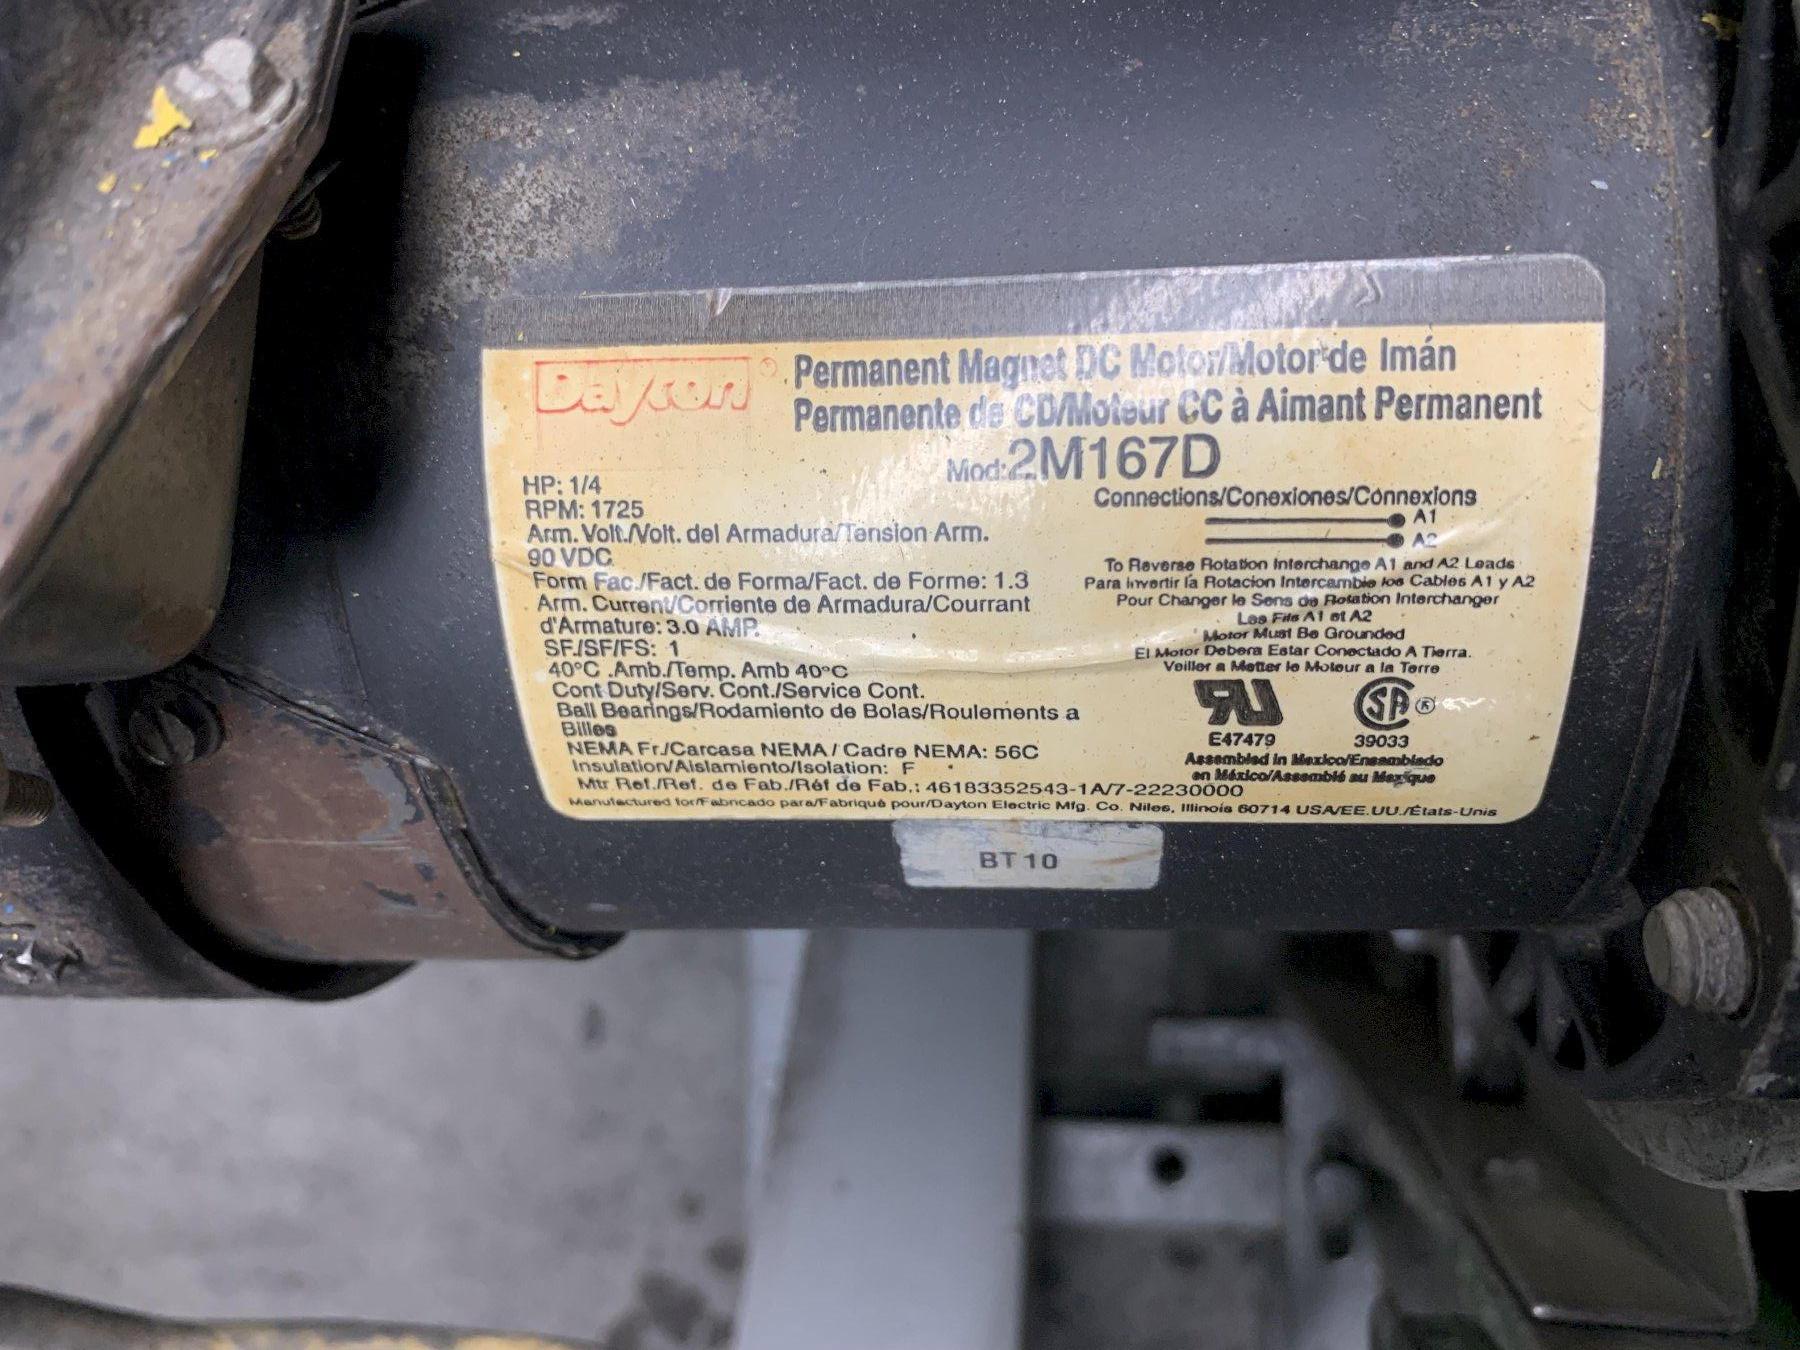 Dayton ® Permanent Magnet DC Motor/Motor de Imán
Permanente de CD/Moteur CC à Aimant Permanent
Mod:2M167D
HP: 1/4
RPM: 1725
Arm. Volt./Volt. del Armadura/Tension Arm.
90 VDC
Form Fac./Fact. de Forma/Fact. de Forme: 1.3
Arm. Current/Corriente de Armadura/Courrant
d'Armature: 3.0 AMP.
SF./SF/FS: 1
40°C .Amb./Temp. Amb 40°C
Cont Duty/Serv. Cont./Service Cont.
Ball Bearings/Rodamiento de Bolas/Roulements a
Billes
NEMA Fr./Carcasa NEMA / Cadre NEMA: 56C
Insulation/Aislamiento/Isolation: F
Mtr Ref./Ref. de Fab./Réf de Fab.: 46183352543-1A/7-22230000
Manufactured for/Fabricado para/Fabriqué pour/Dayton Electric Mfg. Co. Niles, Illinois 60714 USA/EE.UU./États-Unis
Connections/Conexiones/Connexions
A1
A2
To Reverse Rotation Interchange A1 and A2 Leads
Para Invertir la Rotacion Intercambie los Cables A1 y A2
Pour Changer le Sens de Rotation Interchanger
Les Fils A1 et A2
Motor Must Be Grounded
El Motor Debera Estar Conectado A Tierra.
Veiller a Metter le Moteur a la Terre
RU SA ®
E47479 39033
Assembled in Mexico/Ensamblado
en México/Assemblé au Mexique
BT 10